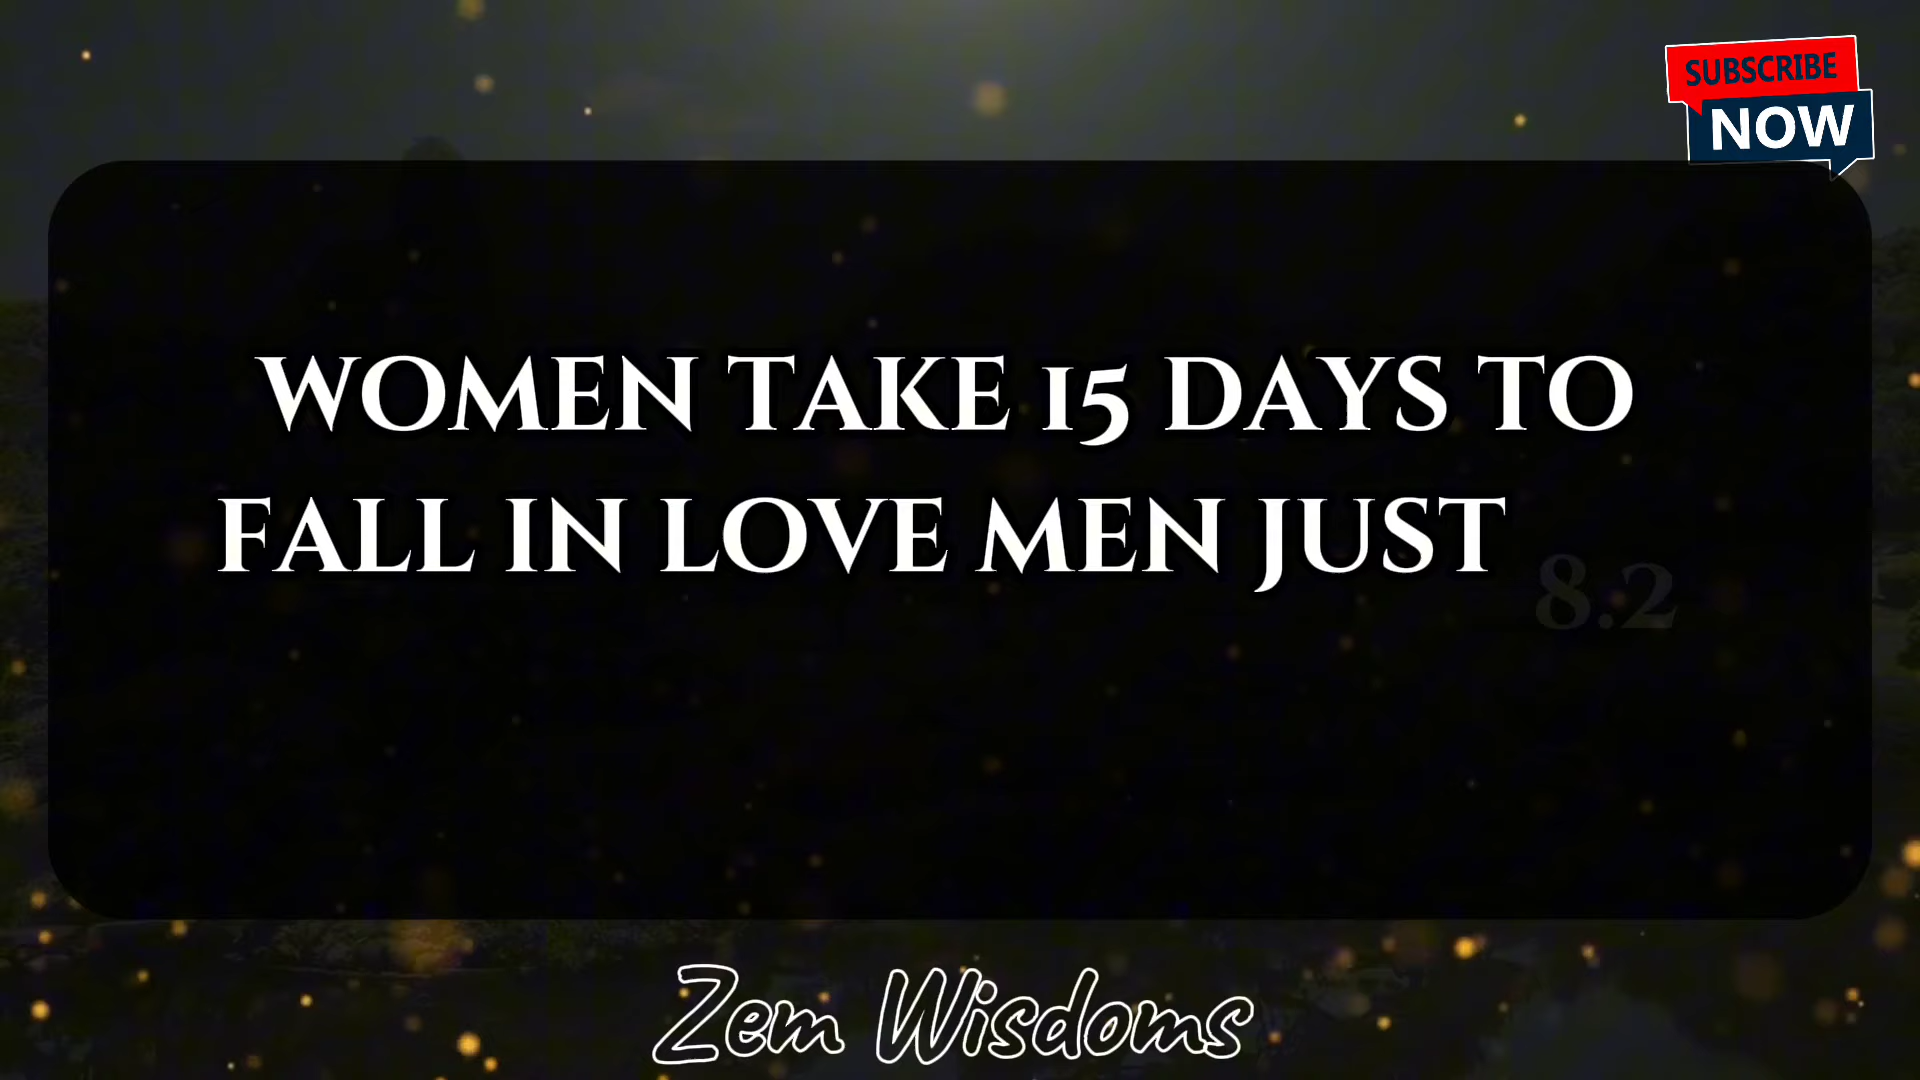 SUBSCRIBE
NOW
WOMEN TAKE 15 DAYS TO
FALL IN LOVE MEN JUST
8.2
Zem Wisdoms